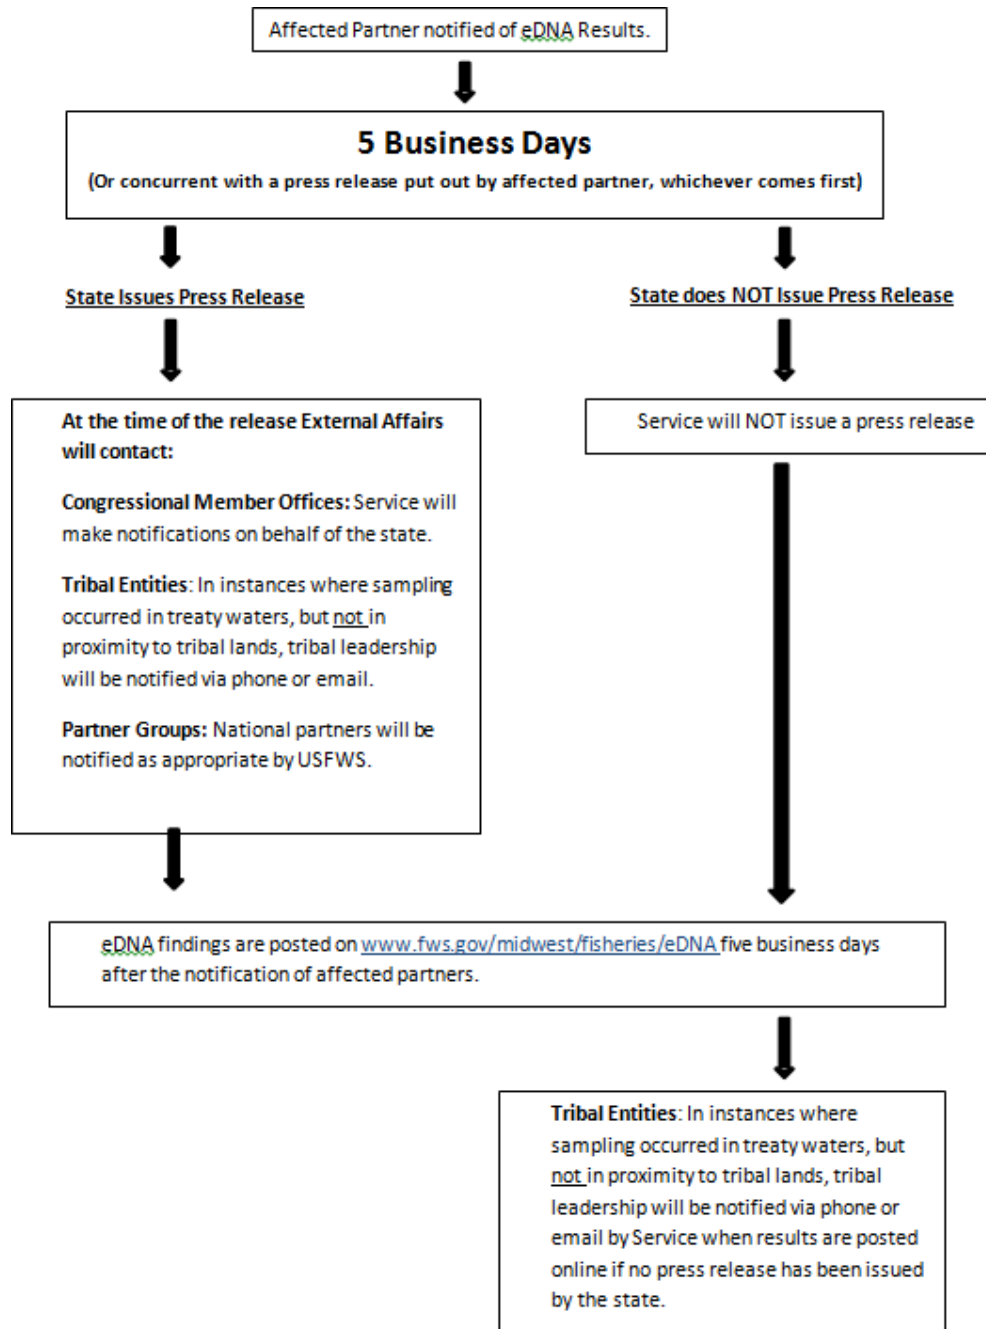 Affected Partner notified of eDNA Results.
5 Business Days
(Or concurrent with a press release put out by affected partner, whichever comes first)
State Issues Press Release
State does NOT Issue Press Release
At the time of the release External Affairs
will contact:
Congressional Member Offices: Service will
make notifications on behalf of the state.
Tribal Entities: In instances where sampling
occurred in treaty waters, but not in
proximity to tribal lands, tribal leadership
will be notified via phone or email.
Partner Groups: National partners will be
notified as appropriate by USFWS.
Service will NOT issue a press release
eDNA findings are posted on www.fws.gov/midwest/fisheries/eDNA five business days
after the notification of affected partners.
Tribal Entities: In instances where
sampling occurred in treaty waters, but
not in proximity to tribal lands, tribal
leadership will be notified via phone or
email by Service when results are posted
online if no press release has been issued
by the state.